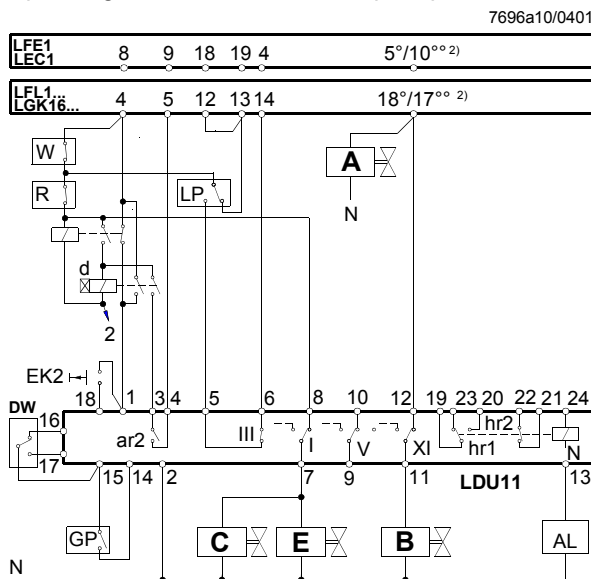 7696a10/0401
LFE1
LEC1
8 9 18 19 4 5°/10°° 2)
LFL1...
LGK16...
4 5 12 13 14 18°/17°° 2)
W
A
R
LP
N
d
2
EK2
18 1 3 4 5 6 8 10 12 19 23 20 22 21 24
DW
16
ar2 III I V XI hr1 hr2 N
17
15 14 2 7 9 11 LDU11 13
GP C E B AL
N